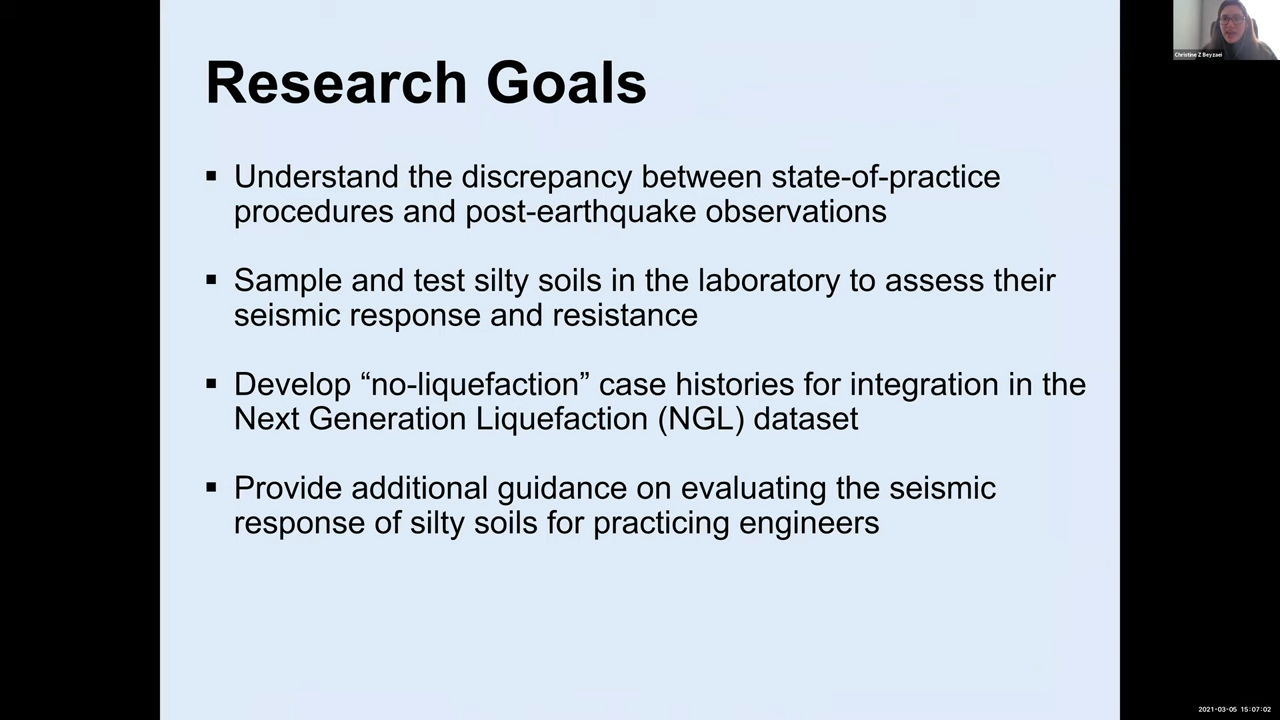 Research Goals
▪ Understand the discrepancy between state-of-practice
procedures and post-earthquake observations
▪ Sample and test silty soils in the laboratory to assess their
seismic response and resistance
▪ Develop “no-liquefaction” case histories for integration in the
Next Generation Liquefaction (NGL) dataset
▪ Provide additional guidance on evaluating the seismic
response of silty soils for practicing engineers
Christine Z Beyzaei
2021-03-05 15:07:02